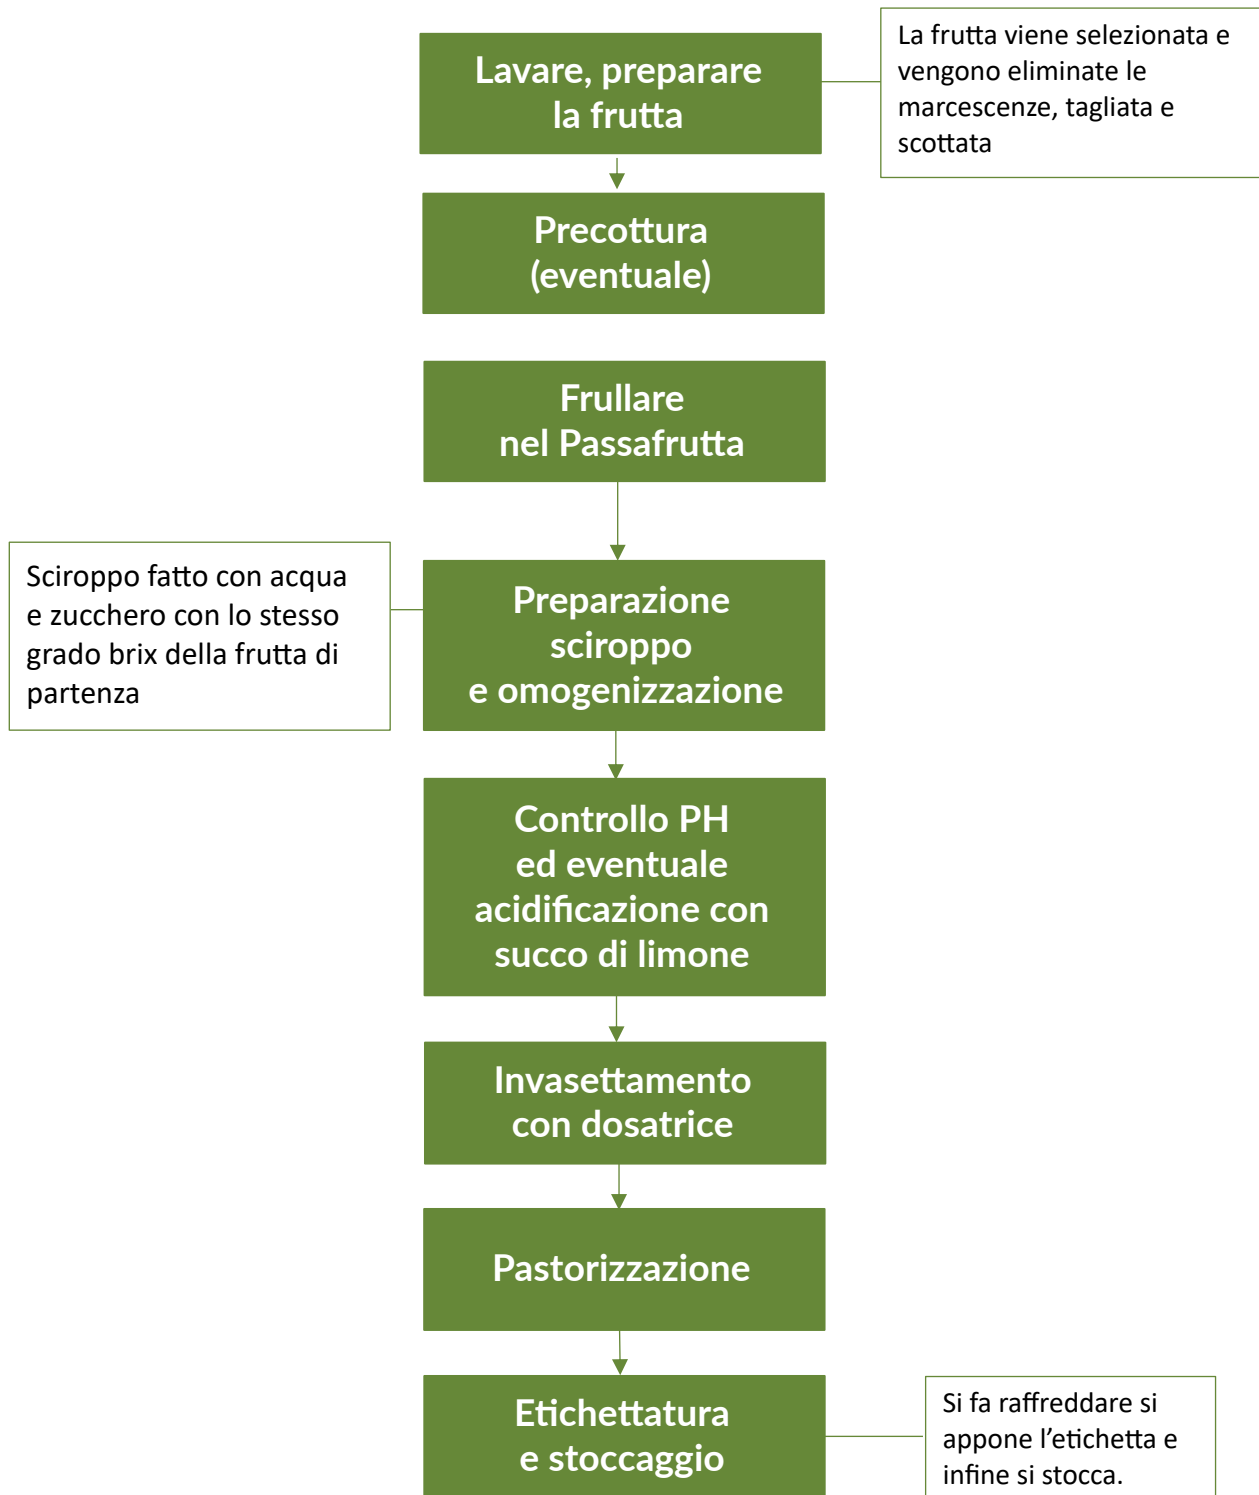 Lavare, preparare
la frutta
La frutta viene selezionata e
vengono eliminate le
marcescenze, tagliata e
scottata
Precottura
(eventuale)
Frullare
nel Passafrutta
Sciroppo fatto con acqua
e zucchero con lo stesso
grado brix della frutta di
partenza
Preparazione
sciroppo
e omogenizzazione
Controllo PH
ed eventuale
acidificazione con
succo di limone
Invasettamento
con dosatrice
Pastorizzazione
Etichettatura
e stoccaggio
Si fa raffreddare si
appone l’etichetta e
infine si stocca.